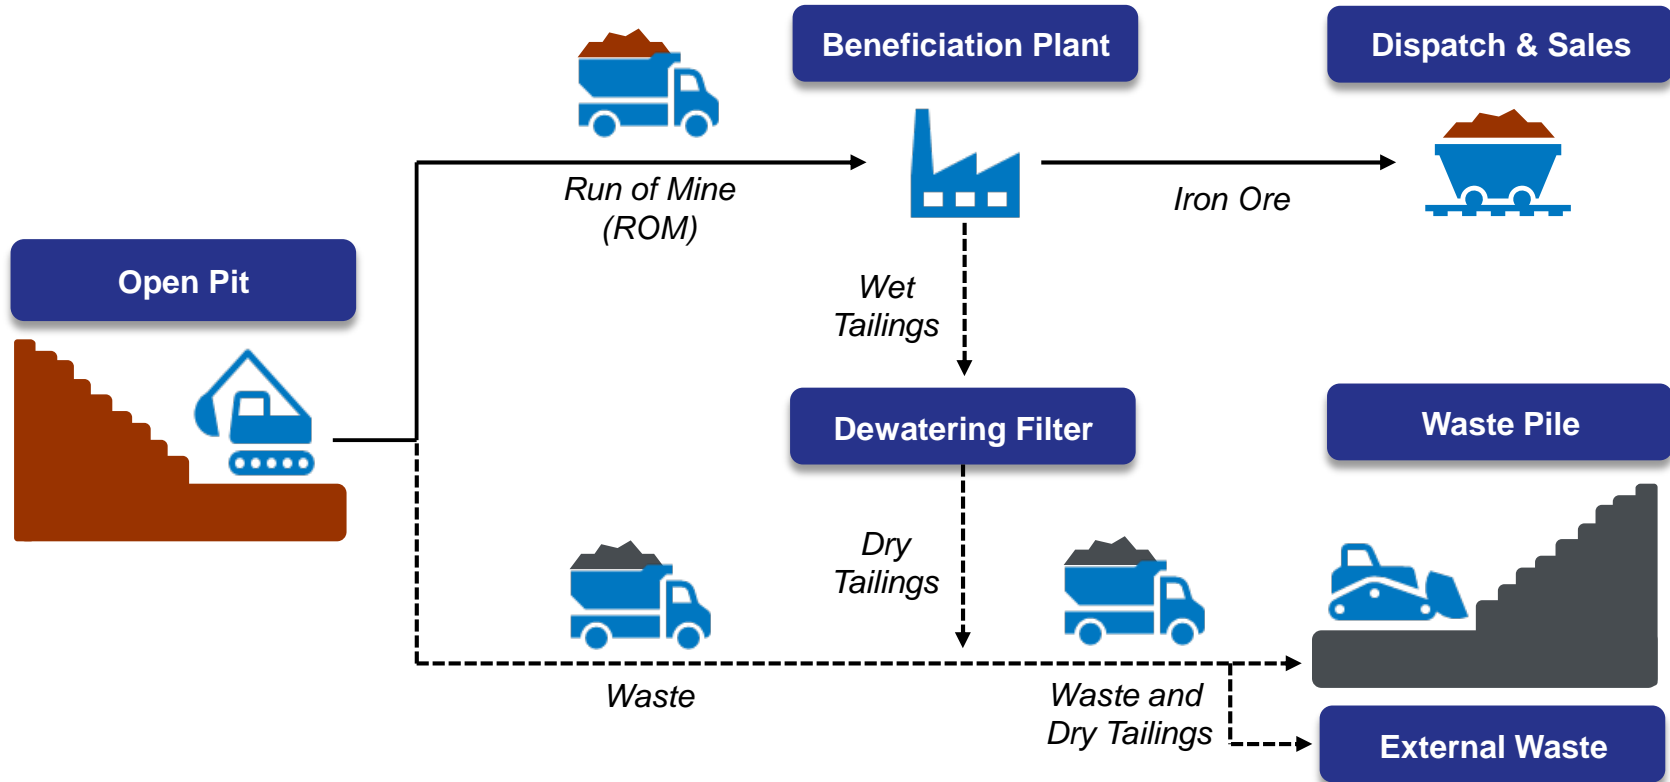 Beneficiation Plant
Dispatch & Sales
Run of Mine
(ROM)
Iron Ore
Open Pit
Wet
Tailings
Dewatering Filter
Waste Pile
Dry
Tailings
Waste
Waste and
Dry Tailings
External Waste